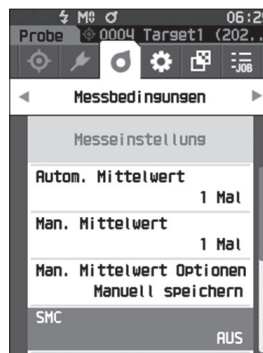 06:2
Probe 0004 Target1 (202..
-JOB
Messbedingungen
Messeinstellung
Autom. Mittelwert
1 Mal
Man. Mittelwert
1 Mal
Man. Mittelwert Optionen
Manuell speichern
SMC
AUS